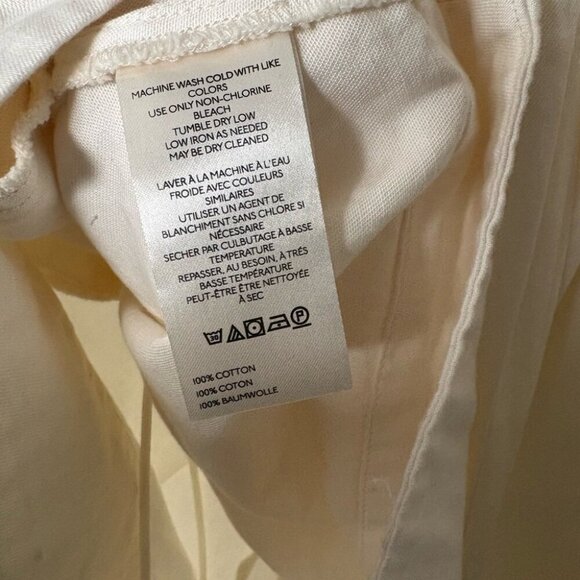 MACHINE WASH COLD WITH LIKE
COLORS
USE ONLY NON-CHLORINE
BLEACH
TUMBLE DRY LOW
LOW IRON AS NEEDED
MAY BE DRY CLEANED
LAVER À LA MACHINE À L'EAU
FROIDE AVEC COULEURS
SIMILAIRES
UTILISER UN AGENT DE
BLANCHIMENT SANS CHLORE SI
NÉCESSAIRE
SECHER PAR CULBUTAGE À BASSE
TEMPERATURE
REPASSER, AU BESOIN, À TRÉS
BASSE TEMPÉRATURE
PEUT-ÊTRE ÊTRE NETTOYÉ
À SEC
30 P
100% COTTON
100% COTON
100% BAUMWOLLE